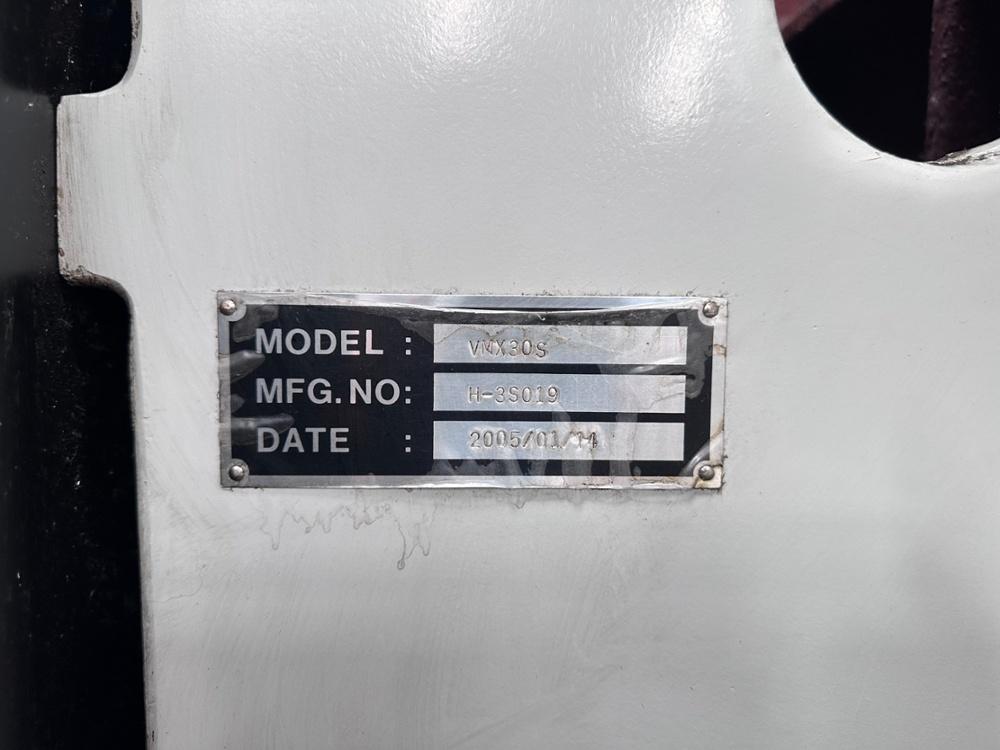 MODEL : VMX30S
MFG.NO: H-3S019
DATE : 2005/01/14